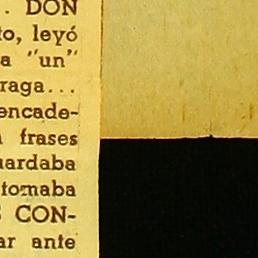 . DON
to, leyó
a "un"
raga...
encade-
frases
uardaba
tomaba
CON-
ar ante